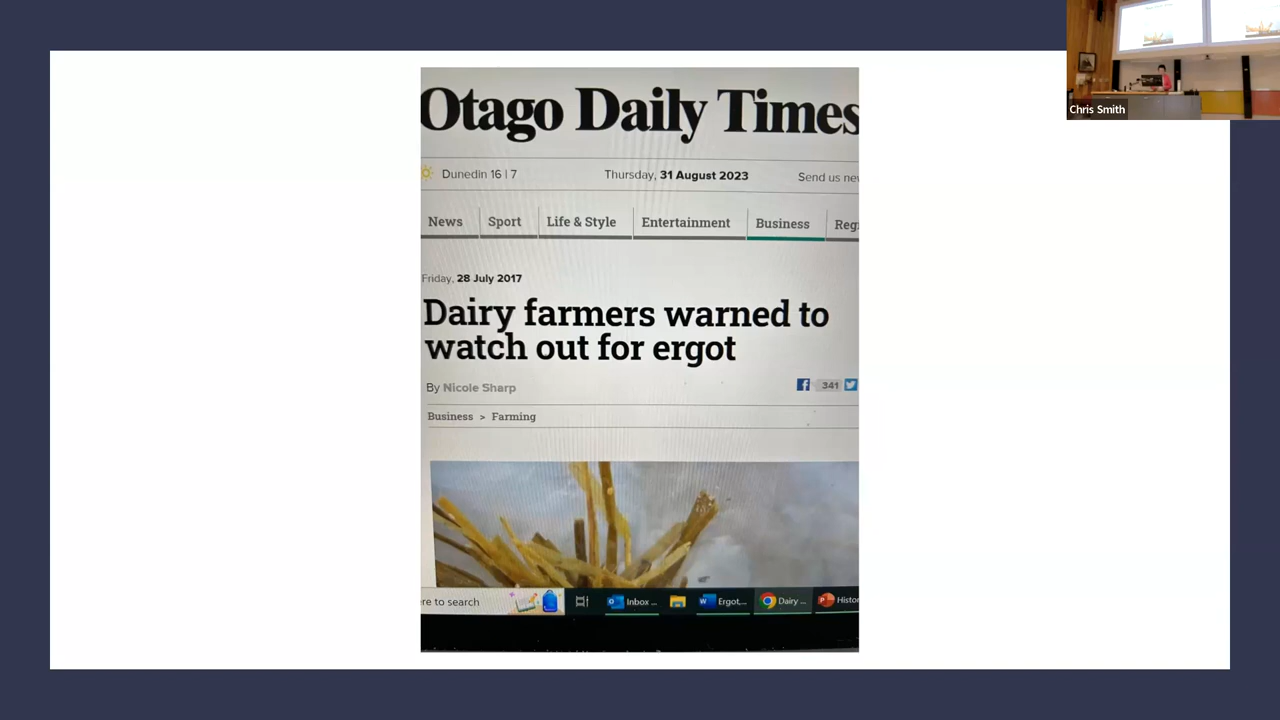 Otago Daily Times
Dunedin 16 | 7
Thursday, 31 August 2023
Send us
News
Sport
Life & Style
Entertainment
Business
Friday, 28 July 2017
Dairy farmers warned to
watch out for ergot
By Nicole Sharp
341
Business > Farming
to search
Inbox ...
Ergot,...
Dairy ...
Chris Smith